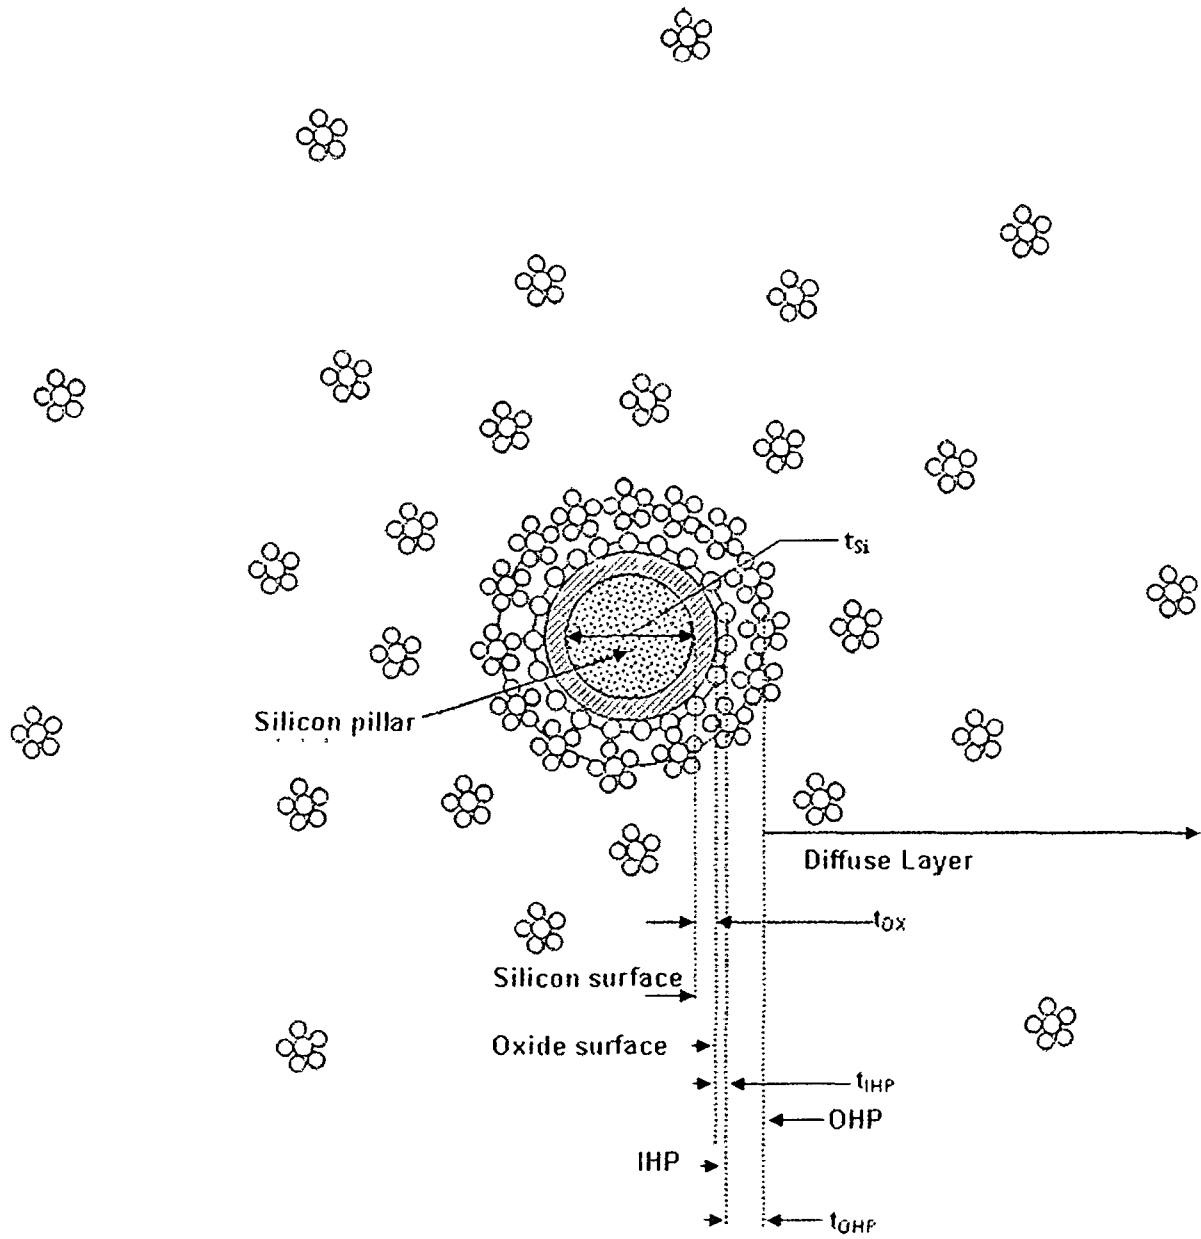 tSi
Silicon pillar
Diffuse Layer
tOX
Silicon surface
Oxide surface
tIHP
OHP
IHP
tOHP